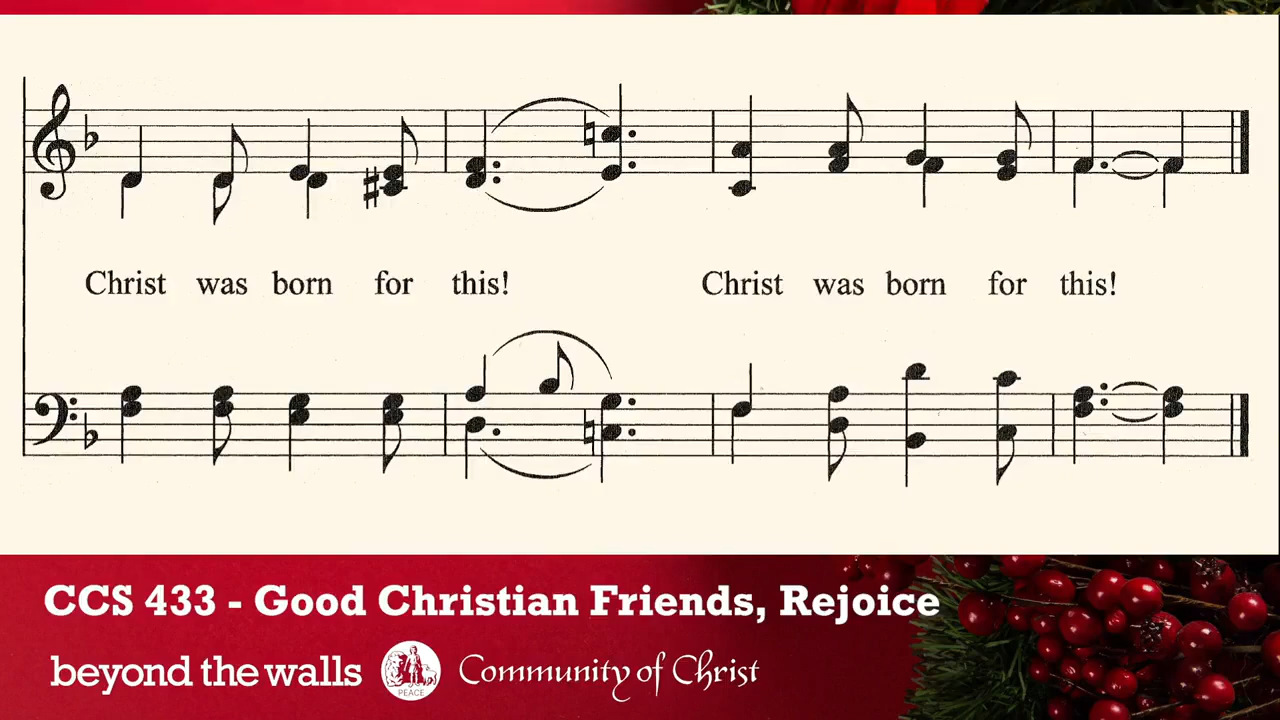 Christ was born for this! Christ was born for this!
CCS 433 - Good Christian Friends, Rejoice
beyond the walls PEACE Community of Christ